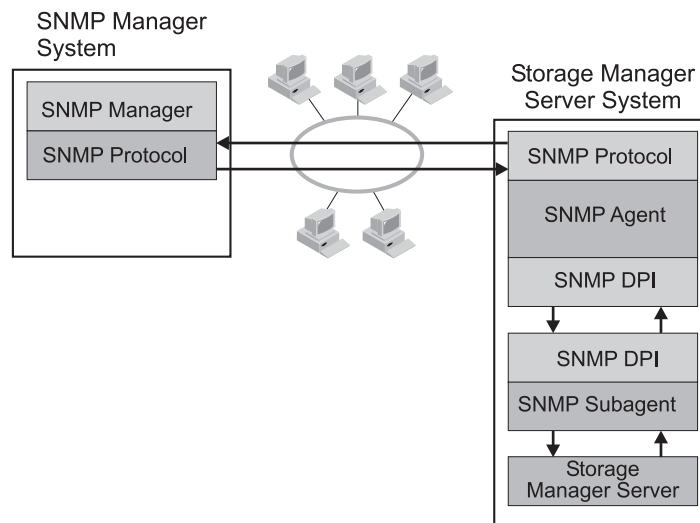 SNMP Manager
System
SNMP Manager
SNMP Protocol
Storage Manager
Server System
SNMP Protocol
SNMP Agent
SNMP DPI
SNMP DPI
SNMP Subagent
Storage
Manager Server